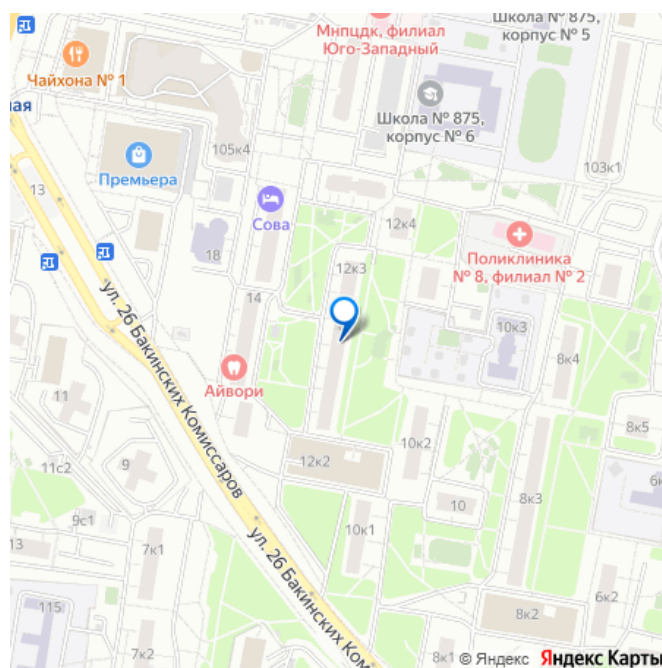 Мнпцдк, филиал
Юго-Западный
Школа № 875,
корпус № 5
Чайхона № 1
ная
Школа № 875,
корпус № 6
105к4
103к1
Премьера
13
Сова
12к4
18
Поликлиника
№ 8, филиал № 2
12к3
14
10к3
8к4
ул. 26 Бакинских Комиссаров
Айвори
11
8к5
10к2
12к2
11с2
9
6к
10
8к3
9с1
10к1
13
7к1
ул. 26 Бакинских Комиссаров
115
6к2
8к2
7к2
8к1
© Яндекс Яндекс Карты